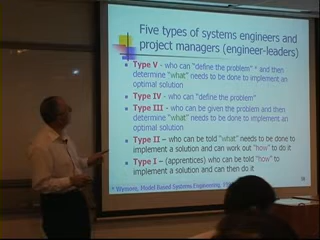 Five types of systems engineers and
project managers (engineer-leaders)
Type V - who can "define the problem" * and then
determine "what" needs to be done to implement an
optimal solution
Type IV - who can "define the problem"
Type III - who can be given the problem and then
determine "what" needs to be done to implement an
optimal solution
Type II – who can be told "what" needs to be done to
implement a solution and can work out "how" to do it
Type I – (apprentices) who can be told "how" to
implement a solution and can then do it
* Wymore, Model Based Systems Engineering,